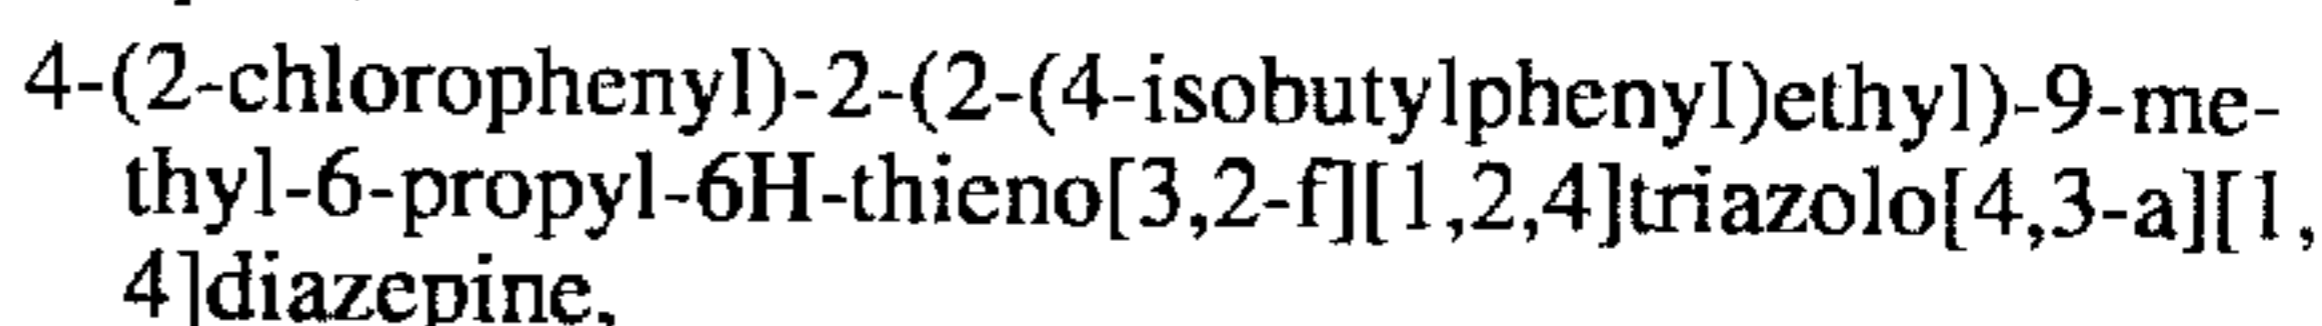 4-(2-chlorophenyl)-2-(2-(4-isobutylphenyl)ethyl)-9-me-
thyl-6-propyl-6H-thieno[3,2-f][1,2,4]triazolo[4,3-a][1,
4]diazepine,